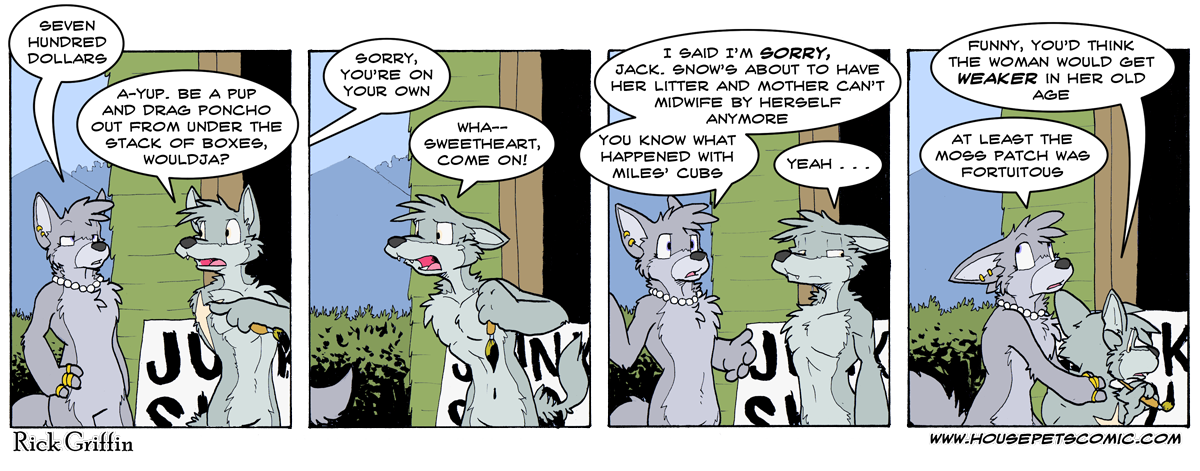 SEVEN
HUNDRED
DOLLARS
A-YUP. BE A PUP
AND DRAG PONCHO
OUT FROM UNDER THE
STACK OF BOXES,
WOULDJA?
JU K
SORRY,
YOU'RE ON
YOUR OWN
WHA--
SWEETHEART,
COME ON!
I SAID I'M SORRY,
JACK. SNOW'S ABOUT TO HAVE
HER LITTER AND MOTHER CAN'T
MIDWIFE BY HERSELF
ANYMORE
YOU KNOW WHAT
HAPPENED WITH
MILES' CUBS
YEAH . . .
JU K
FUNNY, YOU'D THINK
THE WOMAN WOULD GET
WEAKER IN HER OLD
AGE
AT LEAST THE
MOSS PATCH WAS
FORTUITOUS
Rick Griffin
WWW.HOUSEPETSCOMIC.COM